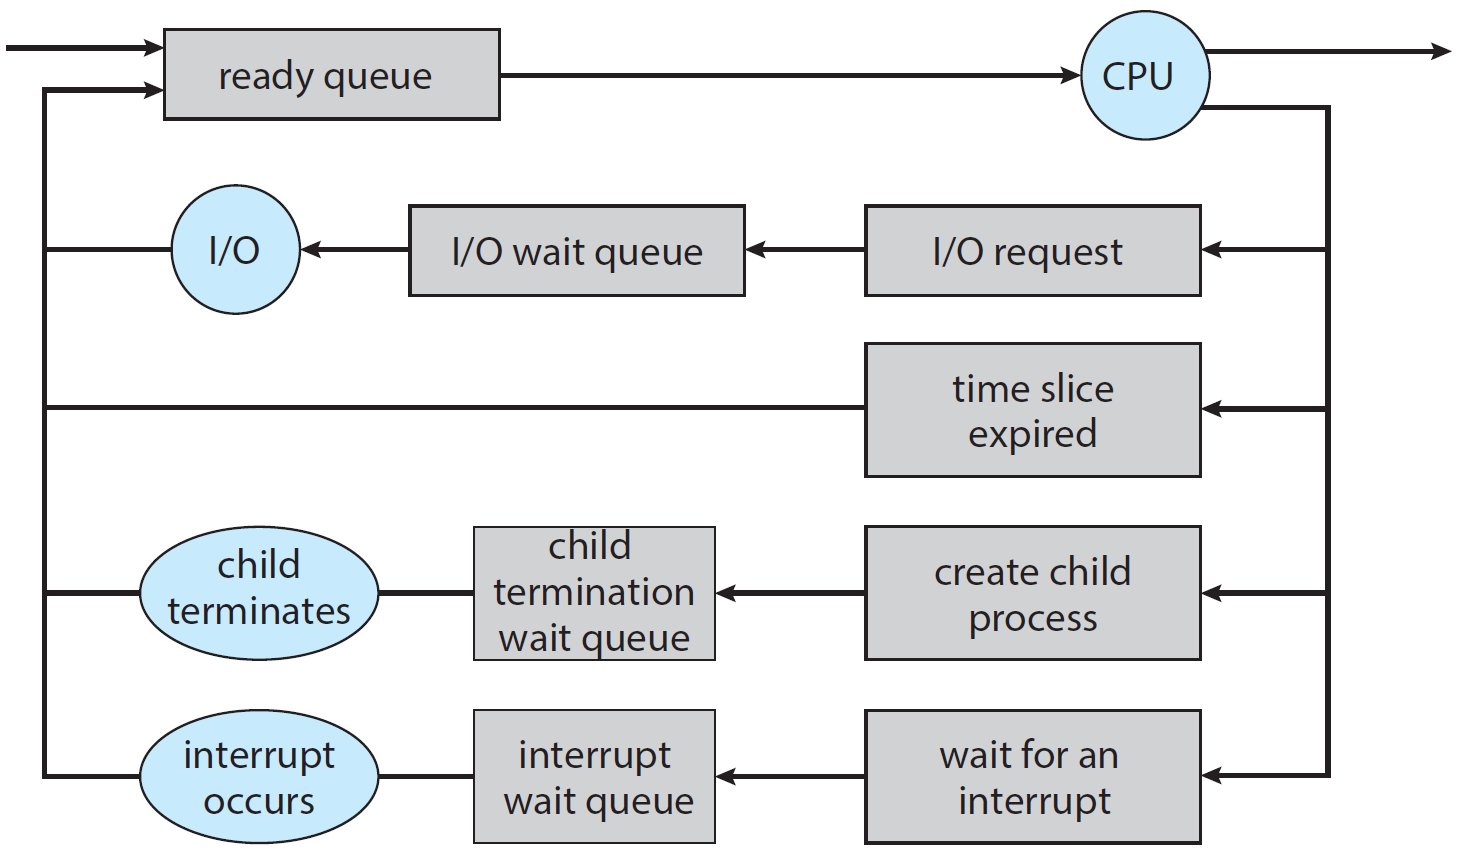 ready queue
CPU
I/O
I/O wait queue
I/O request
time slice
expired
child
terminates
child
termination
wait queue
create child
process
interrupt
occurs
interrupt
wait queue
wait for an
interrupt